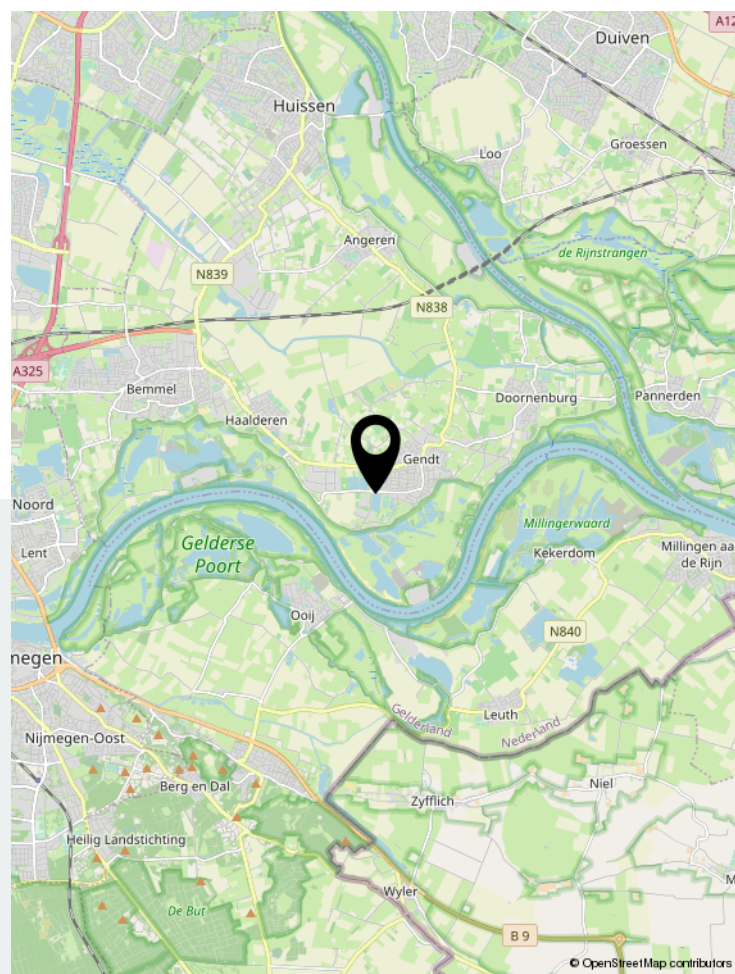 A12
Duiven
Huissen
Groessen
Loo
Angeren
de Rijnstrangen
N839
N838
A325
Bemmel
Pannerden
Doornenburg
Haalderen
Gendt
Noord
Gelderse
Poort
Millingerwaard
Lent
Kekerdom
Millingen aa
de Rijn
Ooij
N840
megen
Gelderland
Leuth
Nederland
Nijmegen-Oost
Berg en Dal
Zyfflich
Niel
Heilig Landstichting
M
De But
Wyler
B 9
© OpenStreetMap contributors